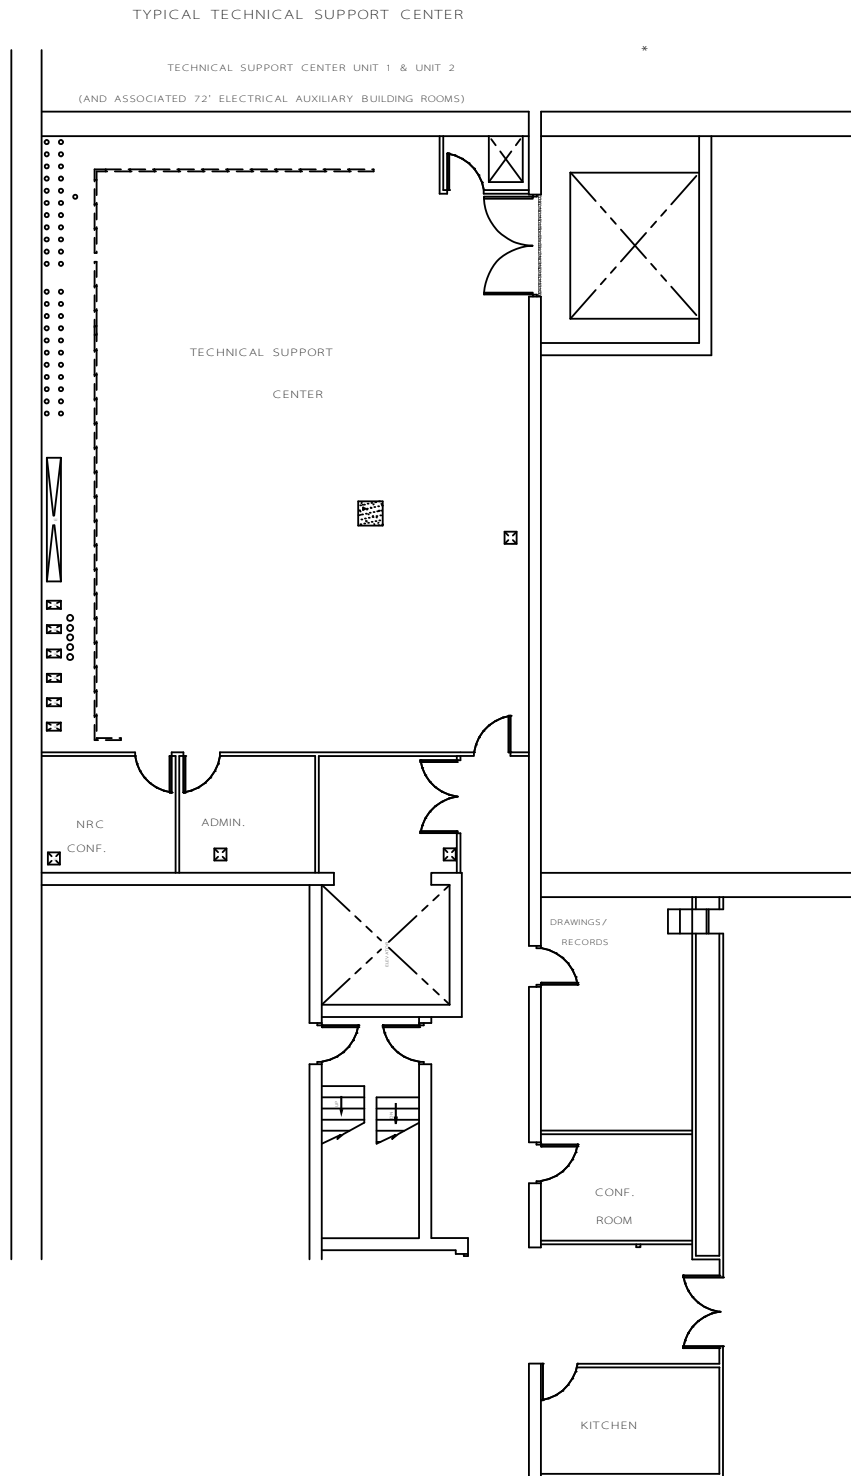 TYPICAL TECHNICAL SUPPORT CENTER
*
TECHNICAL SUPPORT CENTER UNIT 1 & UNIT 2
(AND ASSOCIATED 72' ELECTRICAL AUXILIARY BUILDING ROOMS)
TECHNICAL SUPPORT
CENTER
NRC
CONF.
ADMIN.
DRAWINGS/
RECORDS
CONF.
ROOM
KITCHEN